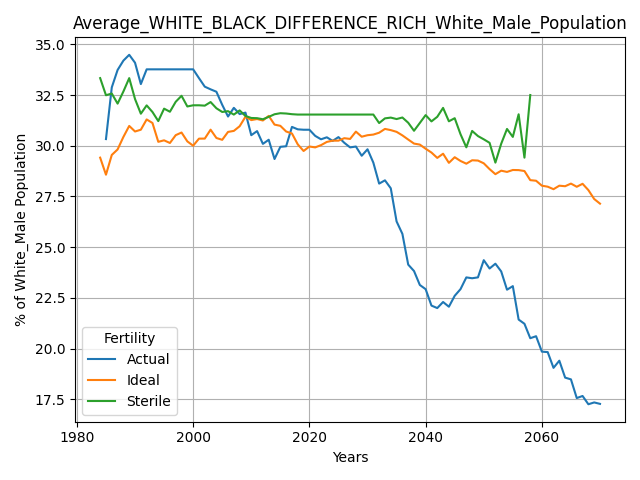 Average_WHITE_BLACK_DIFFERENCE_RICH_White_Male_Population
35.0
32.5
30.0
27.5
25.0
22.5
20.0
17.5
% of White_Male Population
Fertility
Actual
Ideal
Sterile
1980 2000 2020 2040 2060
Years